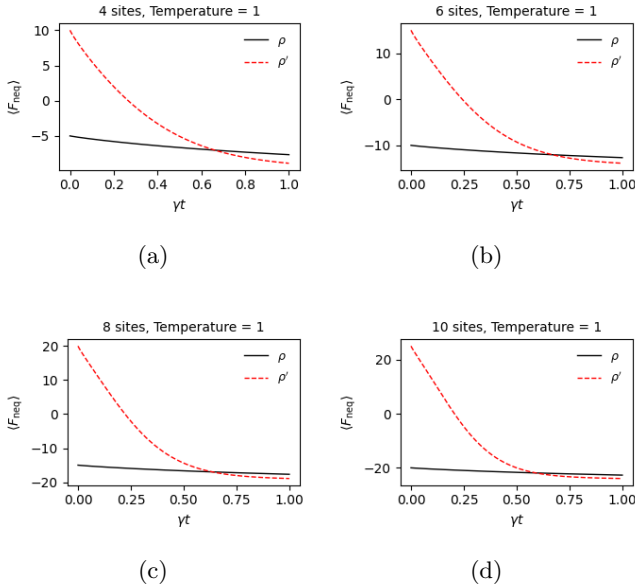 4 sites, Temperature = 1
⟨F_neq⟩
10
5
0
−5
ρ
ρ′
0.0 0.2 0.4 0.6 0.8 1.0
γt
(a)
6 sites, Temperature = 1
⟨F_neq⟩
10
0
−10
ρ
ρ′
0.00 0.25 0.50 0.75 1.00
γt
(b)
8 sites, Temperature = 1
⟨F_neq⟩
20
10
0
−10
−20
ρ
ρ′
0.00 0.25 0.50 0.75 1.00
γt
(c)
10 sites, Temperature = 1
⟨F_neq⟩
20
0
−20
ρ
ρ′
0.00 0.25 0.50 0.75 1.00
γt
(d)